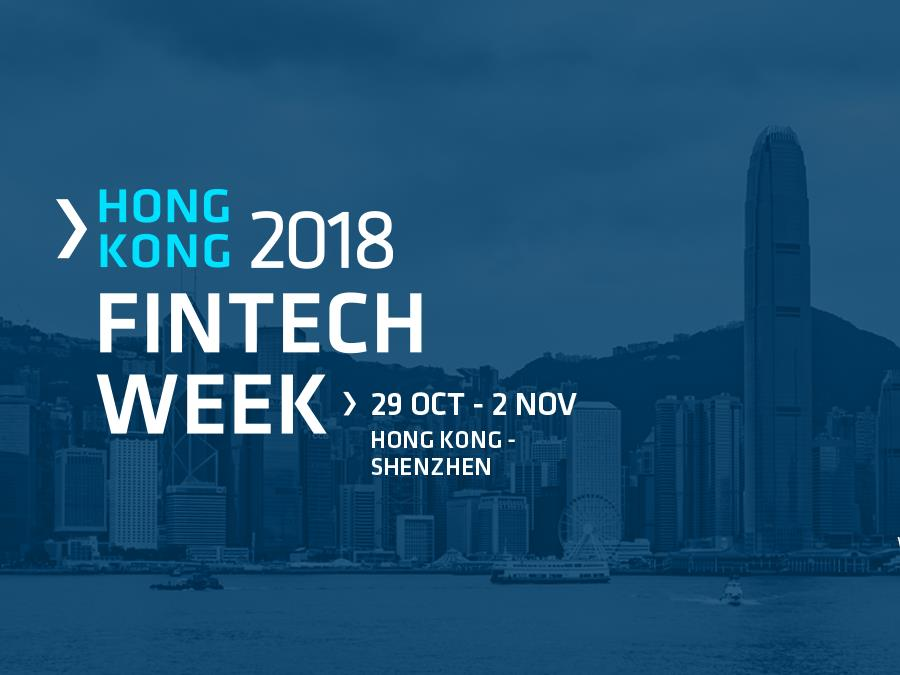 HONG
KONG 2018
FINTECH
WEEK 29 OCT - 2 NOV
HONG KONG -
SHENZHEN